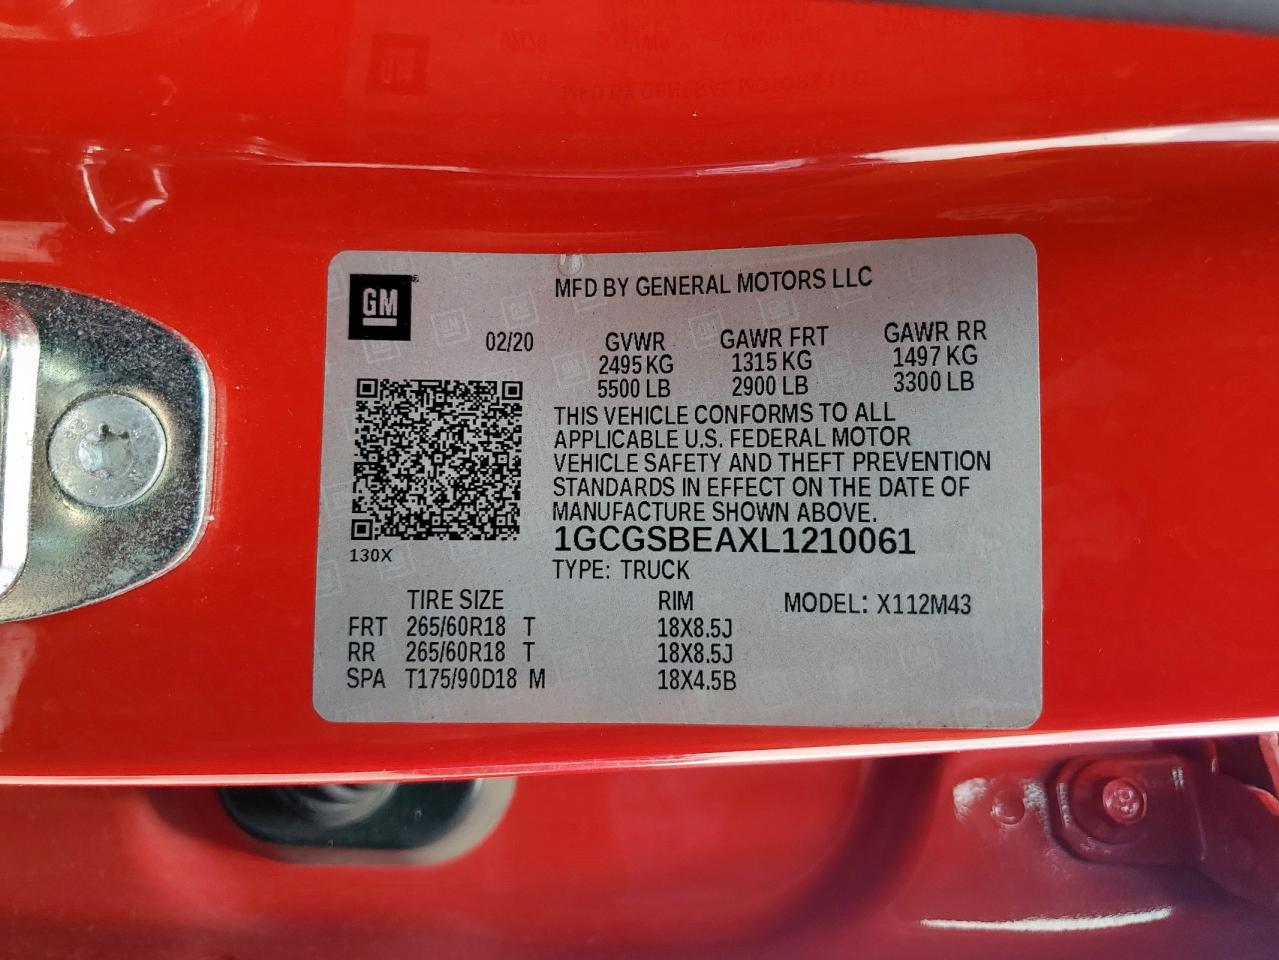 GM
MFD BY GENERAL MOTORS LLC
02/20 GVWR GAWR FRT GAWR RR
2495 KG 1315 KG 1497 KG
5500 LB 2900 LB 3300 LB
THIS VEHICLE CONFORMS TO ALL
APPLICABLE U.S. FEDERAL MOTOR
VEHICLE SAFETY AND THEFT PREVENTION
STANDARDS IN EFFECT ON THE DATE OF
MANUFACTURE SHOWN ABOVE.
130X
1GCGSBEAXL1210061
TYPE: TRUCK
TIRE SIZE RIM MODEL: X112M43
FRT 265/60R18 T 18X8.5J
RR 265/60R18 T 18X8.5J
SPA T175/90D18 M 18X4.5B